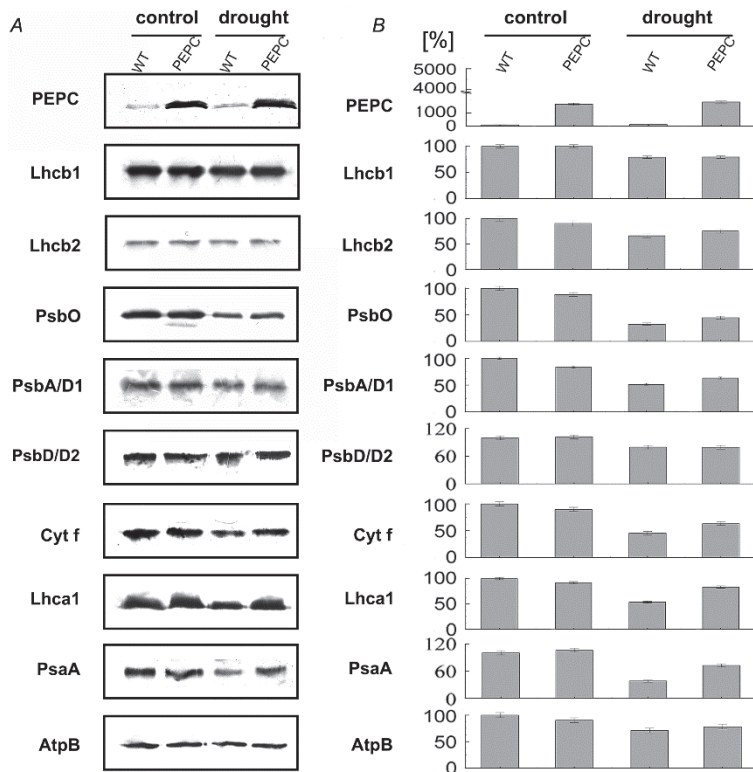 A
control drought
WT PEPC WT PEPC
PEPC
Lhcb1
Lhcb2
PsbO
PsbA/D1
PsbD/D2
Cyt f
Lhca1
PsaA
AtpB
B
control drought
[%]
WT PEPC WT PEPC
5000
4000
PEPC
1000
0
100
Lhcb1
50
0
100
Lhcb2
50
0
100
PsbO
50
0
100
PsbA/D1
50
0
120
PsbD/D2
60
0
100
Cyt f
50
0
100
Lhca1
50
0
120
PsaA
60
0
100
AtpB
50
0